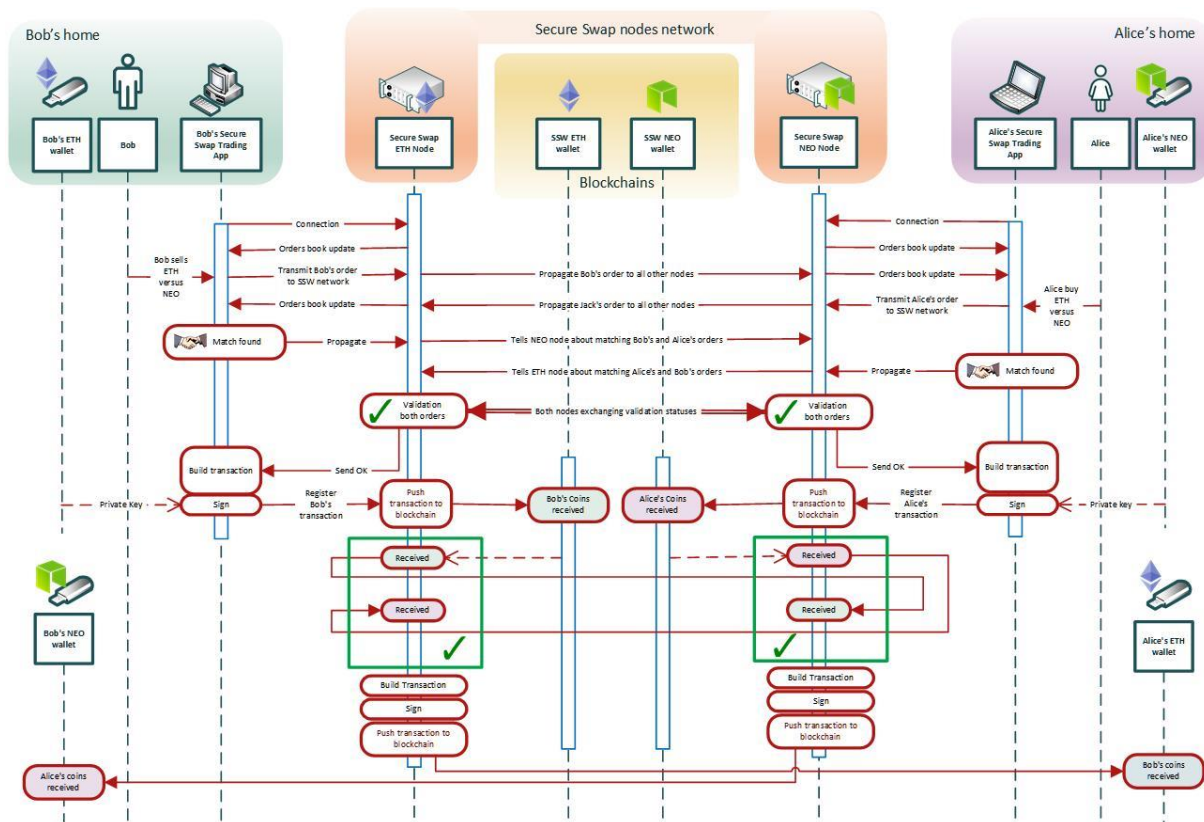 Bob's home
Secure Swap nodes network
Alice's home
Bob's ETH
wallet
Bob
Bob's Secure
Swap Trading
App
Secure Swap
ETH Node
SSW ETH
wallet
SSW NEO
wallet
Secure Swap
NEO Node
Alice's Secure
Swap Trading
App
Alice
Alice's NEO
wallet
Blockchains
Connection
Connection
Orders book update
Orders book update
Bob sells
ETH
versus
NEO
Transmit Bob's order
to SSW network
Propagate Bob's order to all other nodes
Orders book update
Orders book update
Propagate Jack's order to all other nodes
Transmit Alice's order
to SSW network
Alice buy
ETH
versus
NEO
Match found
Propagate
Tells NEO node about matching Bob's and Alice's orders
Tells ETH node about matching Alice's and Bob's orders
Propagate
Match found
Validation
both orders
Both nodes exchanging validation statuses
Validation
both orders
Build transaction
Send OK
Send OK
Build transaction
Private Key
Sign
Register
Bob's
transaction
Push
transaction to
blockchain
Bob's Coins
received
Alice's Coins
received
Push
transaction to
blockchain
Register
Alice's
transaction
Sign
Private key
Received
Received
Received
Received
Bob's NEO
wallet
Alice's ETH
wallet
Build Transaction
Sign
Push transaction to
blockchain
Build Transaction
Sign
Push transaction to
blockchain
Alice's coins
received
Bob's coins
received